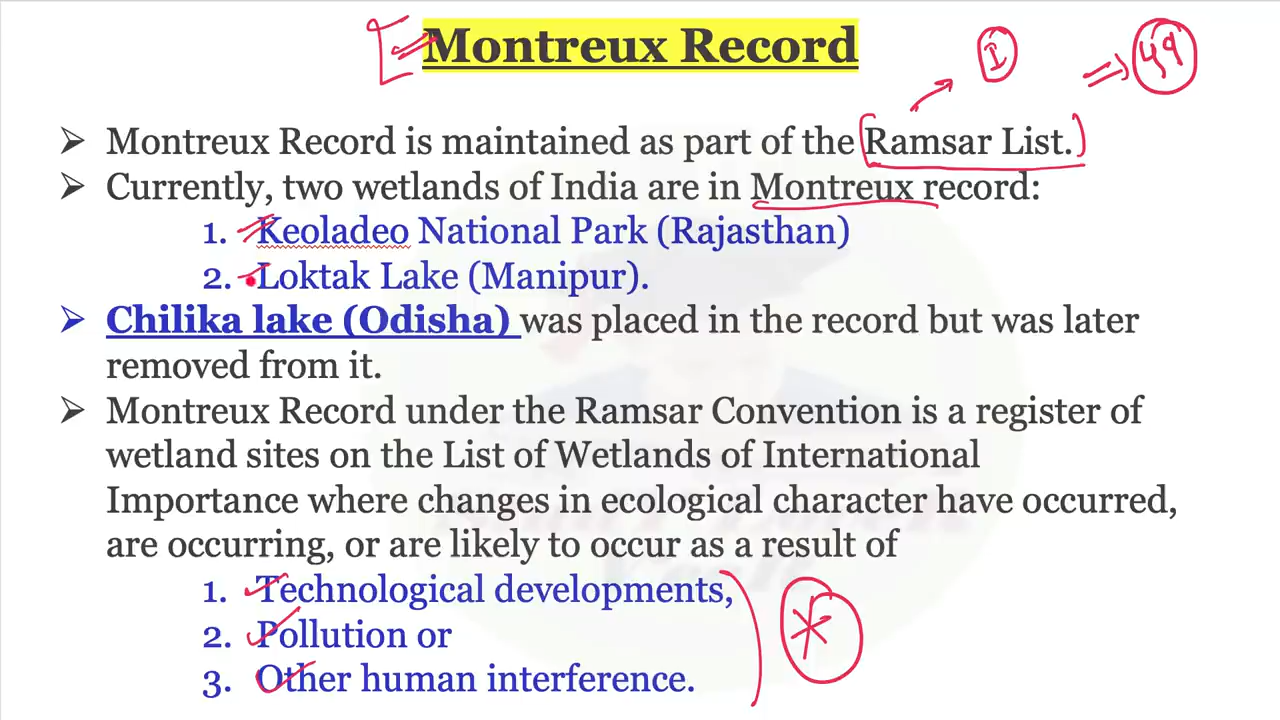 Montreux Record
I
49
➢ Montreux Record is maintained as part of the Ramsar List.
➢ Currently, two wetlands of India are in Montreux record:
1. Keoladeo National Park (Rajasthan)
2. Loktak Lake (Manipur).
➢ Chilika lake (Odisha) was placed in the record but was later
removed from it.
➢ Montreux Record under the Ramsar Convention is a register of
wetland sites on the List of Wetlands of International
Importance where changes in ecological character have occurred,
are occurring, or are likely to occur as a result of
1. Technological developments,
2. Pollution or
3. Other human interference.